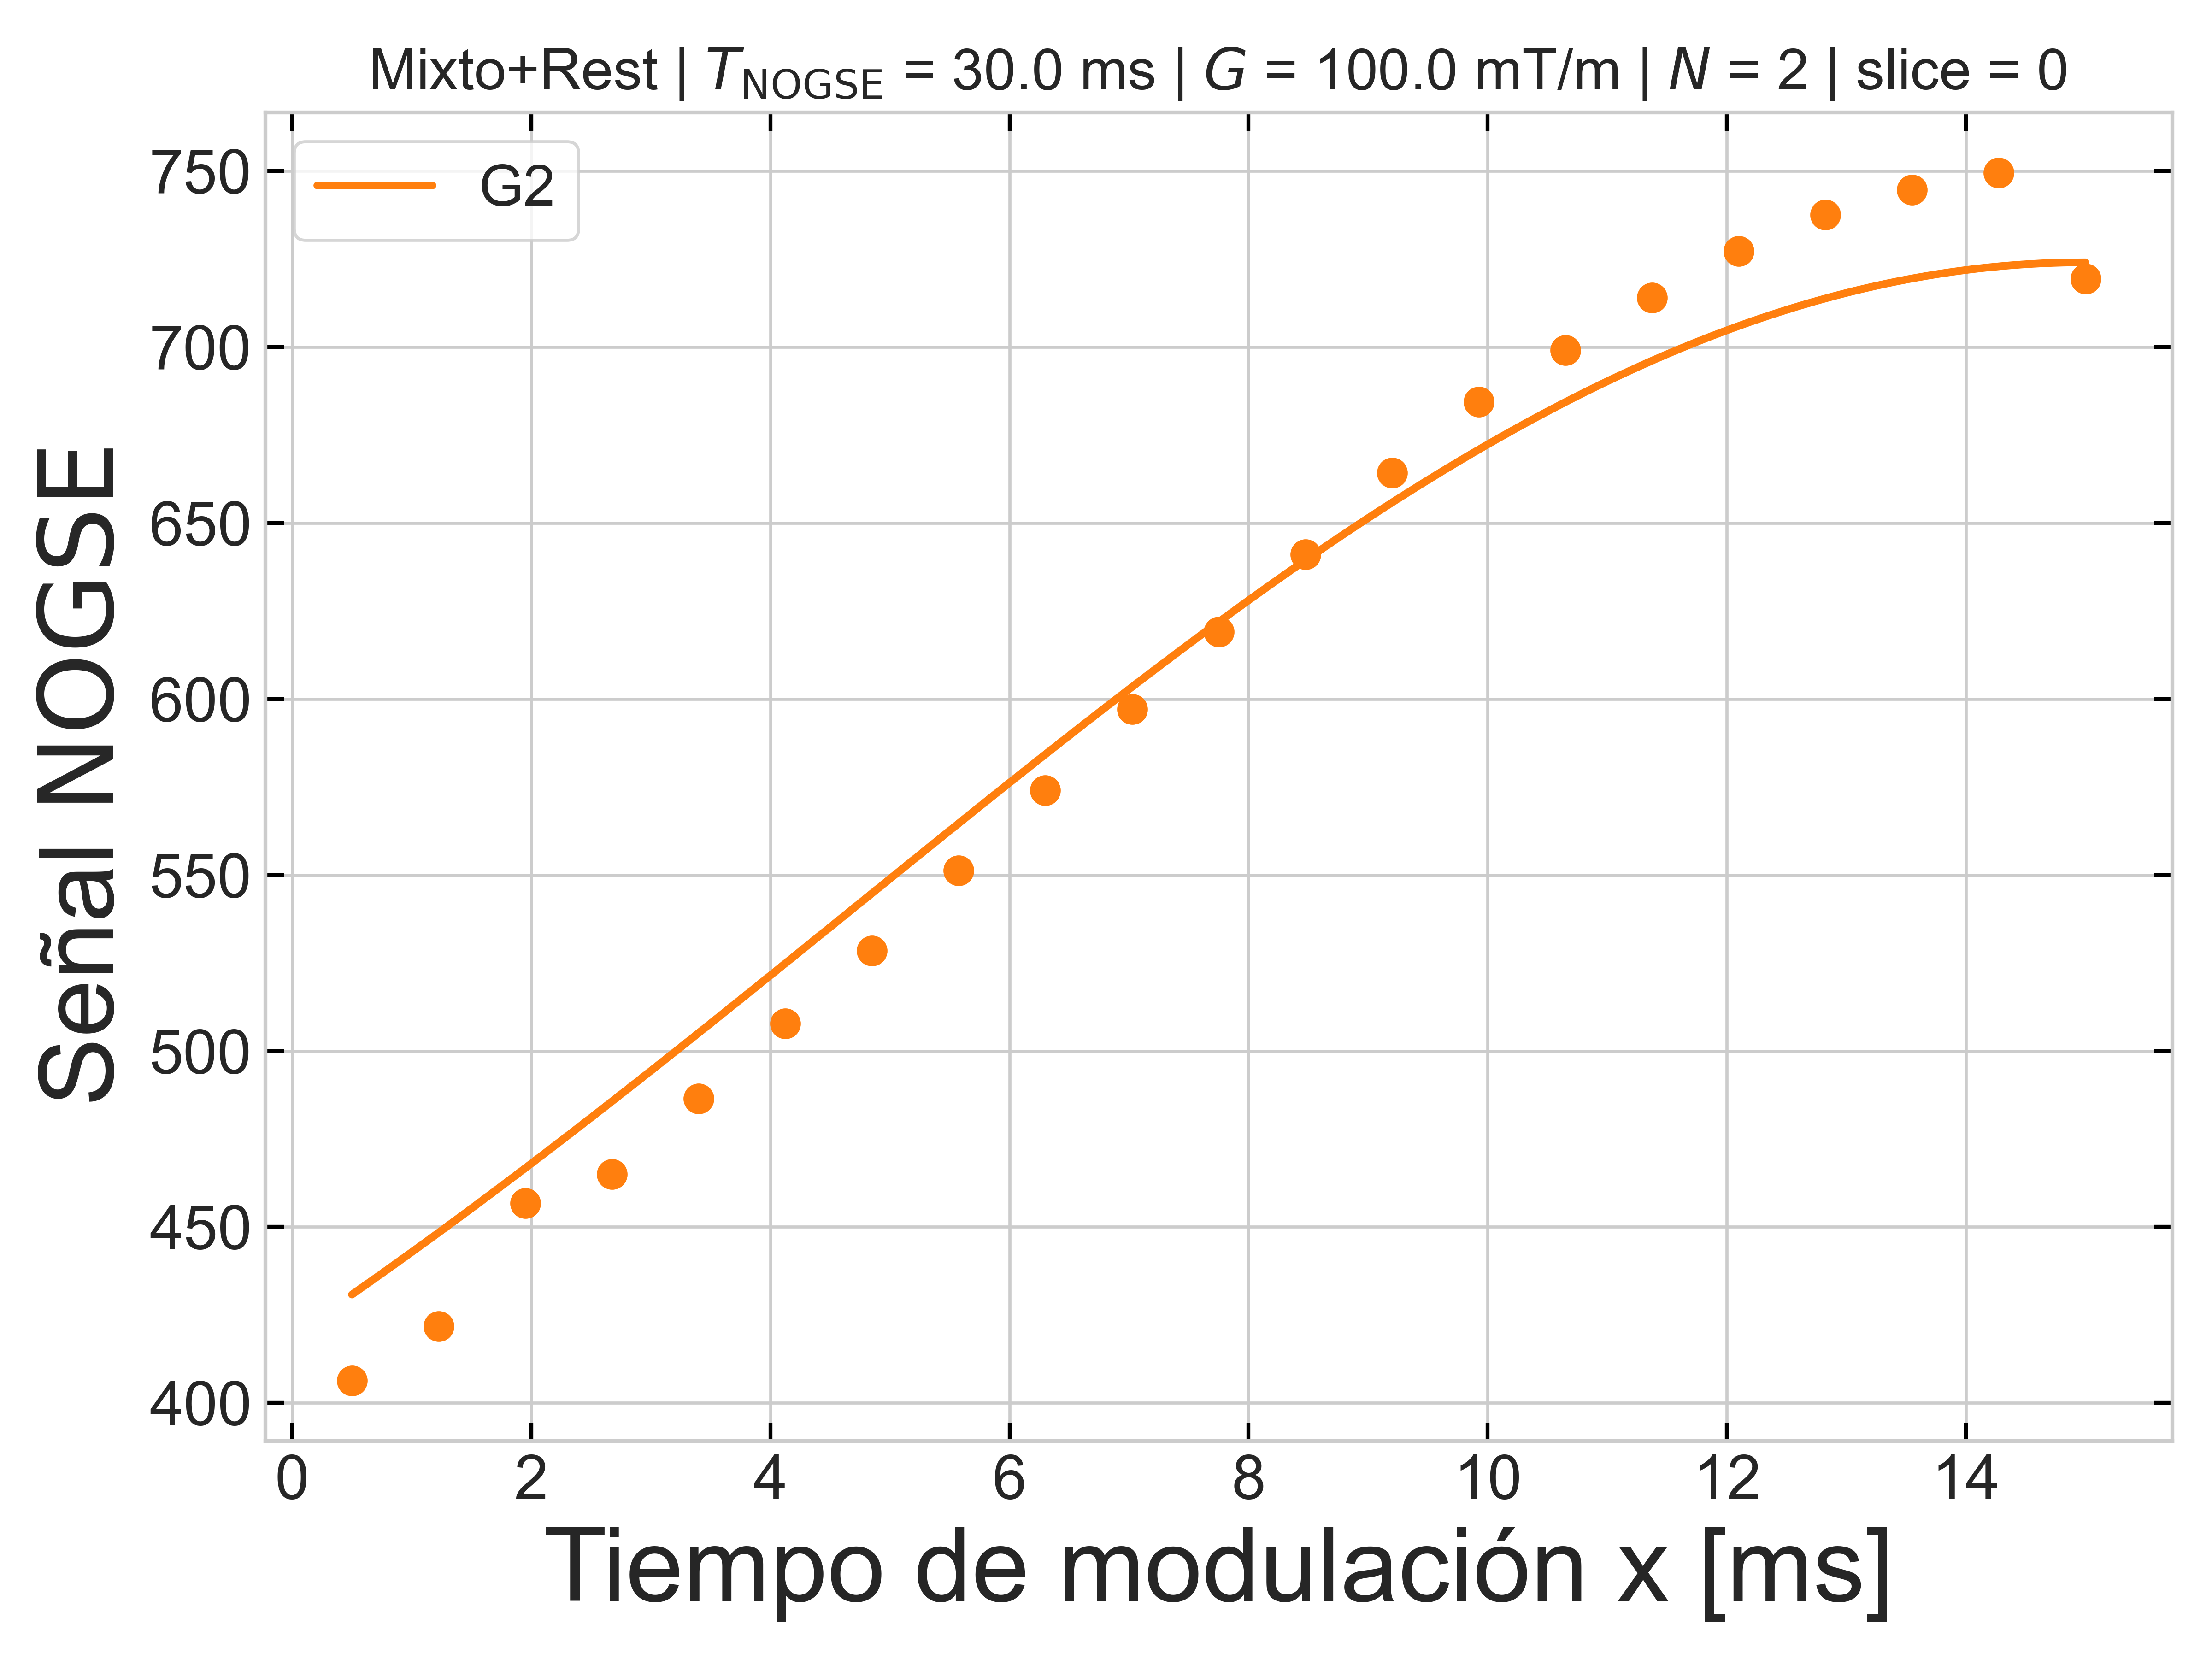 Mixto+Rest | T_NOGSE = 30.0 ms | G = 100.0 mT/m | N = 2 | slice = 0
G2
Señal NOGSE
750
700
650
600
550
500
450
400
0 2 4 6 8 10 12 14
Tiempo de modulación x [ms]